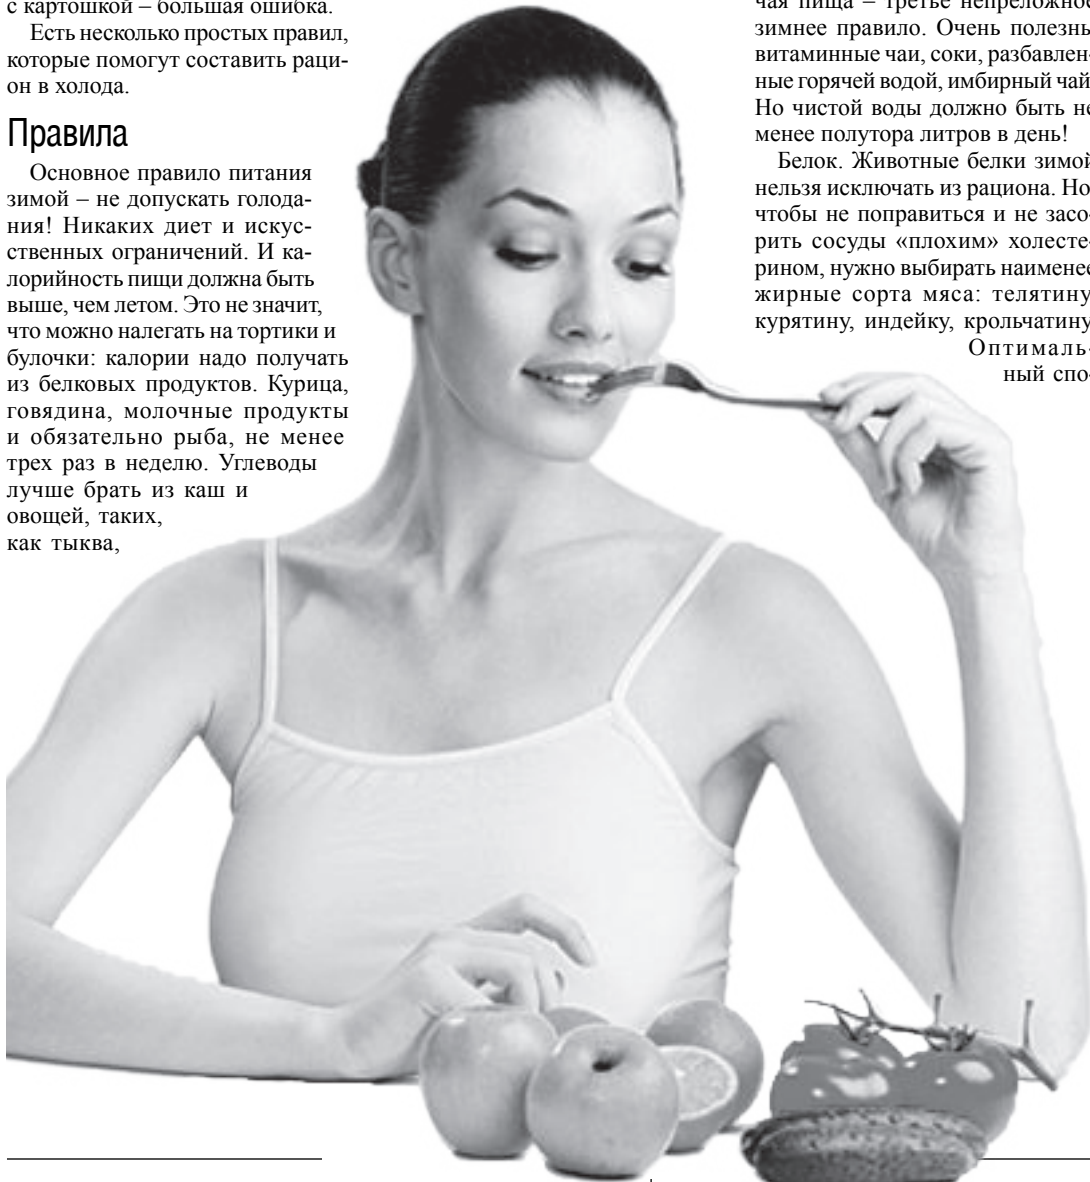 с картошкой – большая ошибка.
Есть несколько простых правил,
которые помогут составить раци-
он в холода.
Правила
Основное правило питания
зимой – не допускать голода-
ния! Никаких диет и искус-
ственных ограничений. И ка-
лорийность пищи должна быть
выше, чем летом. Это не значит,
что можно налегать на тортики и
булочки: калории надо получать
из белковых продуктов. Курица,
говядина, молочные продукты
и обязательно рыба, не менее
трех раз в неделю. Углеводы
лучше брать из каш и
овощей, таких,
как тыква,
чая пища – третье непреложное
зимнее правило. Очень полезны
витаминные чаи, соки, разбавлен-
ные горячей водой, имбирный чай
Но чистой воды должно быть не
менее полутора литров в день!
Белок. Животные белки зимой
нельзя исключать из рациона. Но
чтобы не поправиться и не засо-
рить сосуды «плохим» холесте-
рином, нужно выбирать наименее
жирные сорта мяса: телятину
курятину, индейку, крольчатину
Оптималь-
ный спо-